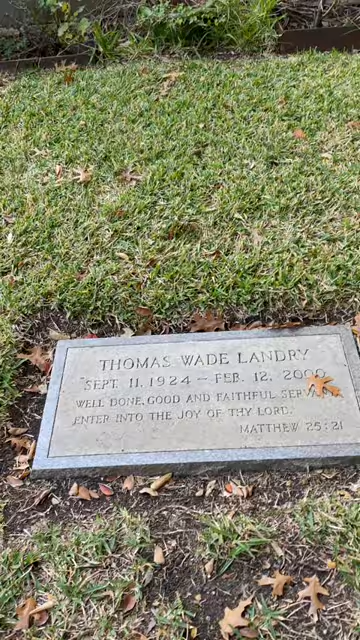 THOMAS WADE LANDRY
SEPT. 11, 1924 – FEB. 12, 2000
WELL DONE, GOOD AND FAITHFUL
ENTER INTO THE JOY OF THY LORD.
MATTHEW 25:21